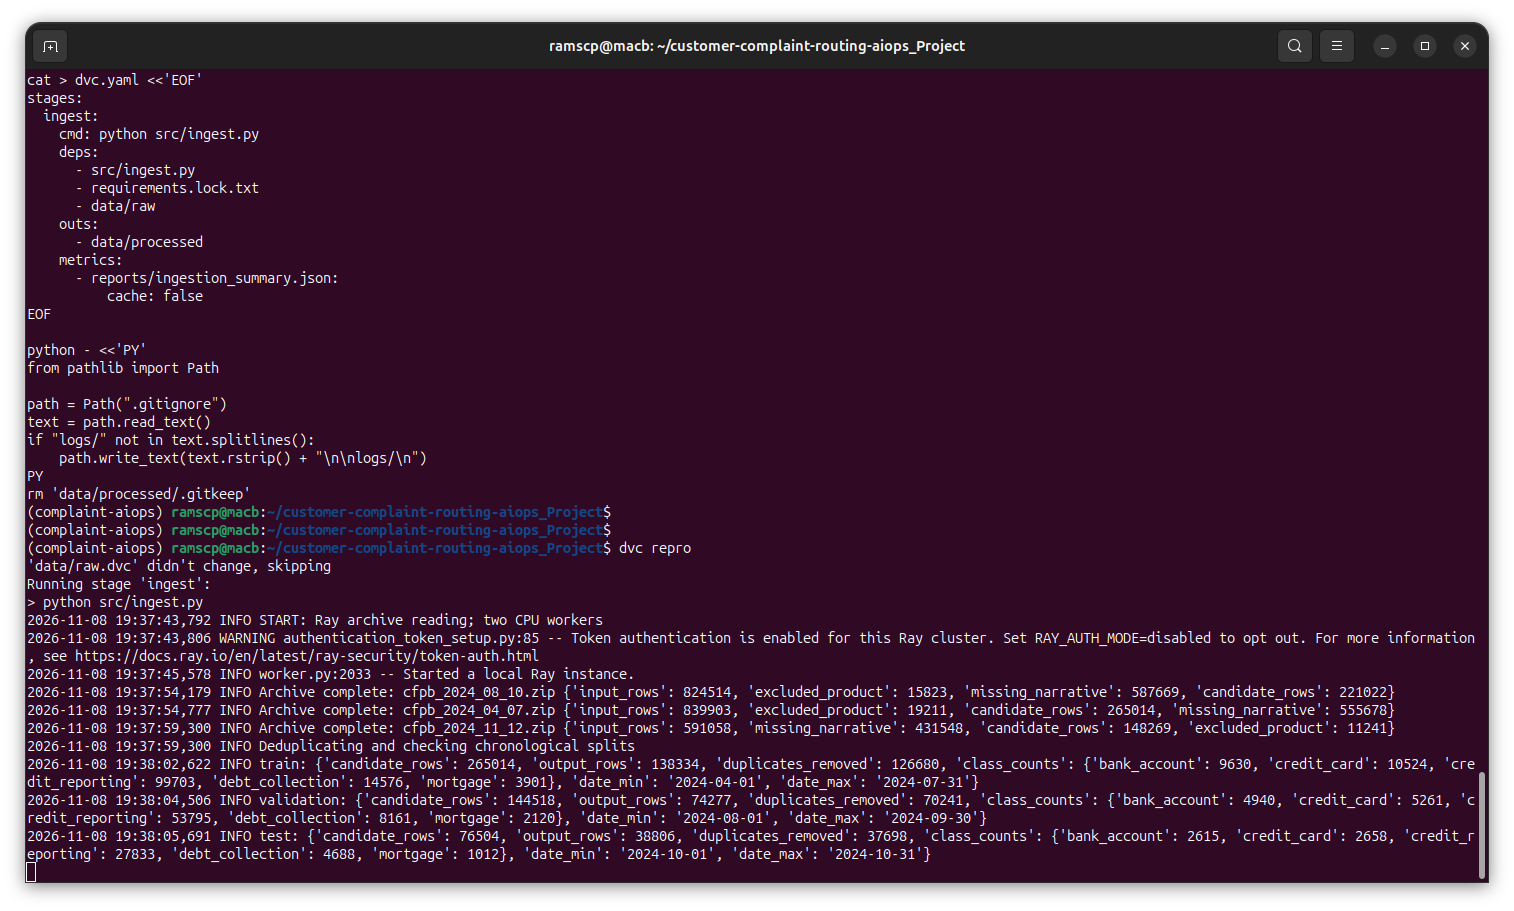 ramscp@macb: ~/customer-complaint-routing-aiops_Project
cat > dvc.yaml <<'EOF'
stages:
  ingest:
    cmd: python src/ingest.py
    deps:
      - src/ingest.py
      - requirements.lock.txt
      - data/raw
    outs:
      - data/processed
    metrics:
      - reports/ingestion_summary.json:
          cache: false
EOF

python - <<'PY'
from pathlib import Path

path = Path(".gitignore")
text = path.read_text()
if "logs/" not in text.splitlines():
    path.write_text(text.rstrip() + "\n\nlogs/\n")
PY
rm 'data/processed/.gitkeep'
(complaint-aiops) ramscp@macb:~/customer-complaint-routing-aiops_Project$
(complaint-aiops) ramscp@macb:~/customer-complaint-routing-aiops_Project$
(complaint-aiops) ramscp@macb:~/customer-complaint-routing-aiops_Project$ dvc repro
'data/raw.dvc' didn't change, skipping
Running stage 'ingest':
> python src/ingest.py
2026-11-08 19:37:43,792 INFO START: Ray archive reading; two CPU workers
2026-11-08 19:37:43,806 WARNING authentication_token_setup.py:85 -- Token authentication is enabled for this Ray cluster. Set RAY_AUTH_MODE=disabled to opt out. For more information
, see https://docs.ray.io/en/latest/ray-security/token-auth.html
2026-11-08 19:37:45,578 INFO worker.py:2033 -- Started a local Ray instance.
2026-11-08 19:37:54,179 INFO Archive complete: cfpb_2024_08_10.zip {'input_rows': 824514, 'excluded_product': 15823, 'missing_narrative': 587669, 'candidate_rows': 221022}
2026-11-08 19:37:54,777 INFO Archive complete: cfpb_2024_04_07.zip {'input_rows': 839903, 'excluded_product': 19211, 'candidate_rows': 265014, 'missing_narrative': 555678}
2026-11-08 19:37:59,300 INFO Archive complete: cfpb_2024_11_12.zip {'input_rows': 591058, 'missing_narrative': 431548, 'candidate_rows': 148269, 'excluded_product': 11241}
2026-11-08 19:37:59,300 INFO Deduplicating and checking chronological splits
2026-11-08 19:38:02,622 INFO train: {'candidate_rows': 265014, 'output_rows': 138334, 'duplicates_removed': 126680, 'class_counts': {'bank_account': 9630, 'credit_card': 10524, 'cre
dit_reporting': 99703, 'debt_collection': 14576, 'mortgage': 3901}, 'date_min': '2024-04-01', 'date_max': '2024-07-31'}
2026-11-08 19:38:04,506 INFO validation: {'candidate_rows': 144518, 'output_rows': 74277, 'duplicates_removed': 70241, 'class_counts': {'bank_account': 4940, 'credit_card': 5261, 'c
redit_reporting': 53795, 'debt_collection': 8161, 'mortgage': 2120}, 'date_min': '2024-08-01', 'date_max': '2024-09-30'}
2026-11-08 19:38:05,691 INFO test: {'candidate_rows': 76504, 'output_rows': 38806, 'duplicates_removed': 37698, 'class_counts': {'bank_account': 2615, 'credit_card': 2658, 'credit_r
eporting': 27833, 'debt_collection': 4688, 'mortgage': 1012}, 'date_min': '2024-10-01', 'date_max': '2024-10-31'}